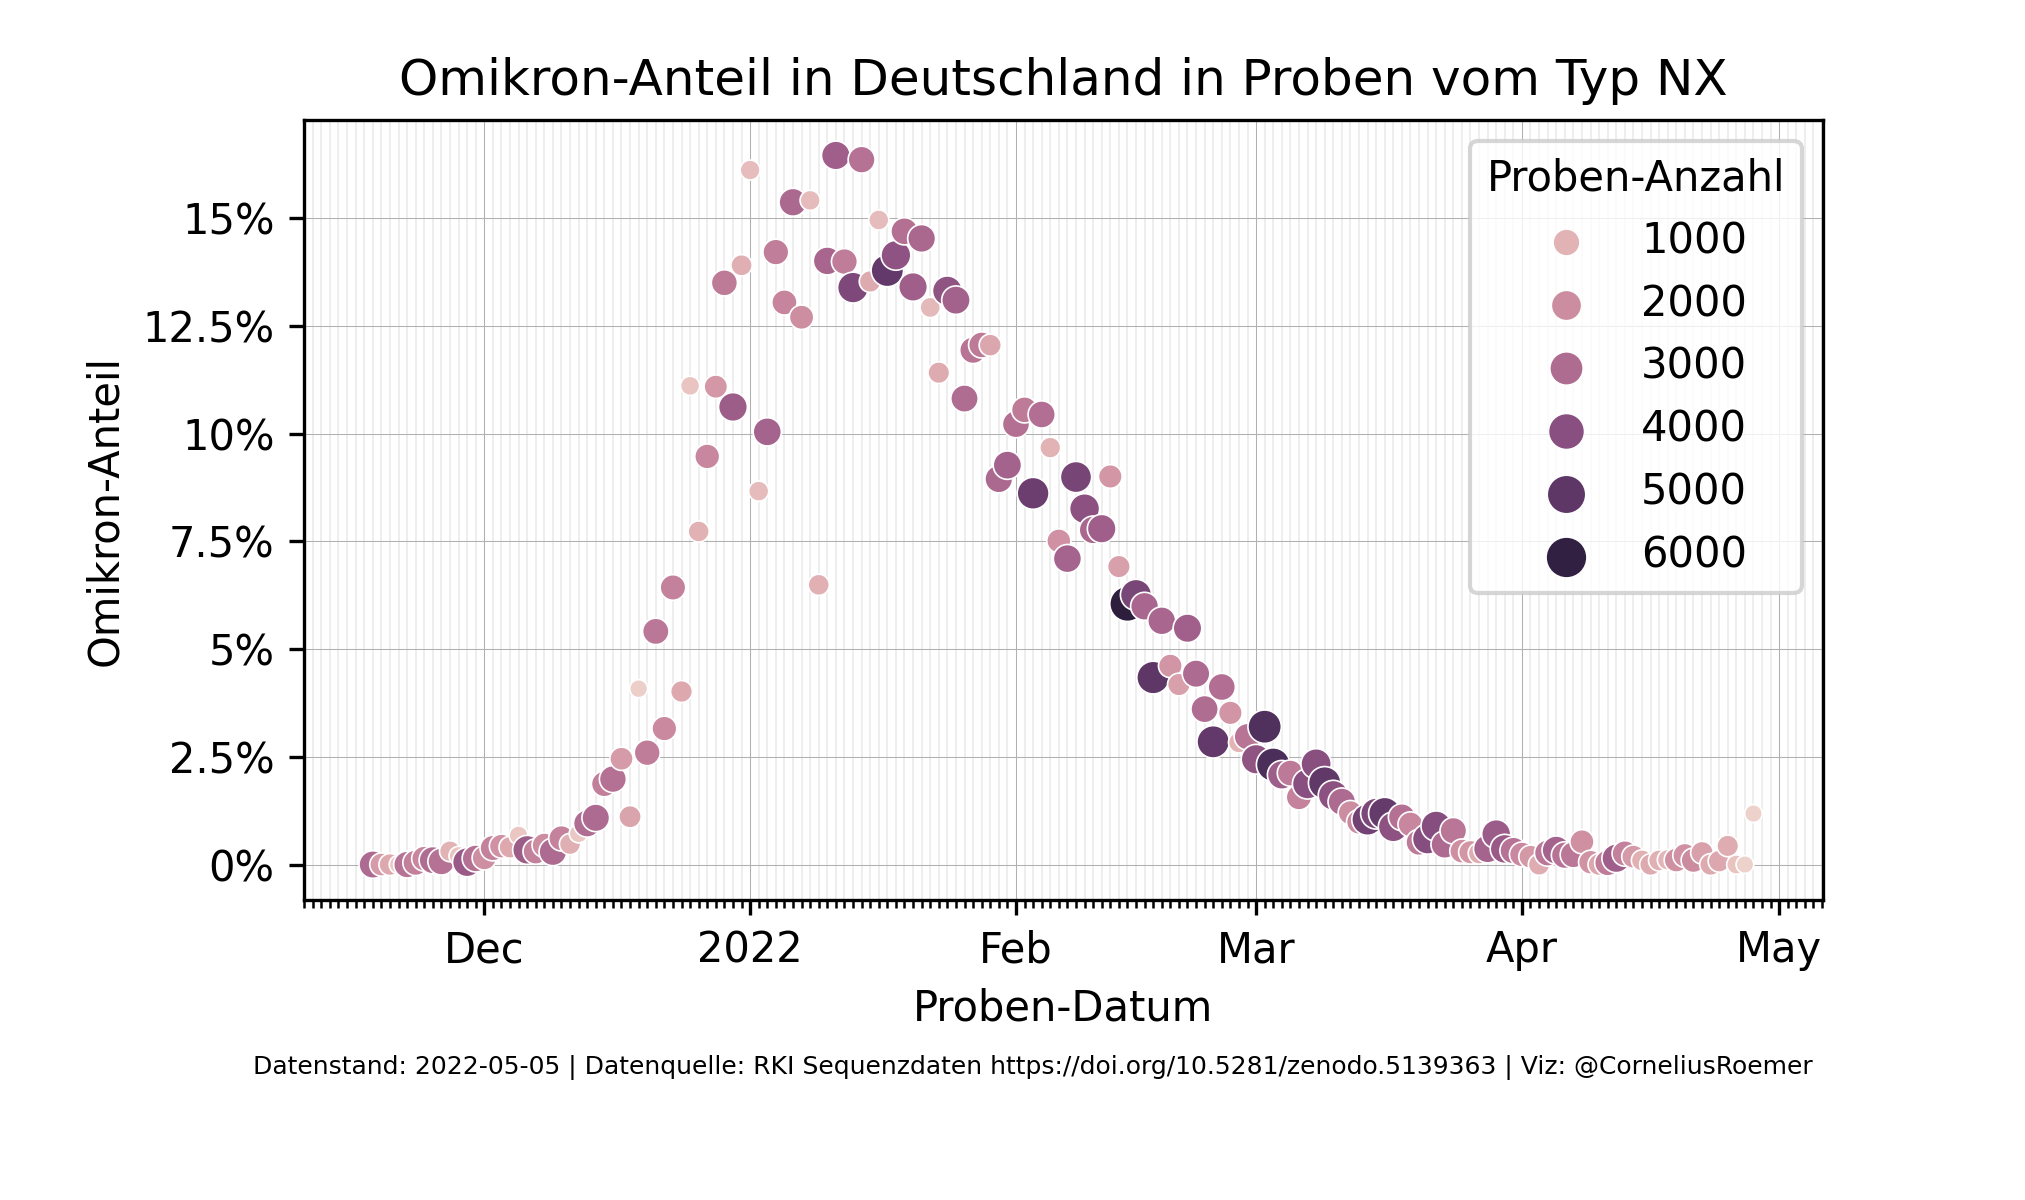 Omikron-Anteil in Deutschland in Proben vom Typ NX
Proben-Anzahl
1000
2000
3000
4000
5000
6000
15%
12.5%
10%
7.5%
5%
2.5%
0%
Omikron-Anteil
Dec 2022 Feb Mar Apr May
Proben-Datum
Datenstand: 2022-05-05 | Datenquelle: RKI Sequenzdaten https://doi.org/10.5281/zenodo.5139363 | Viz: @CorneliusRoemer